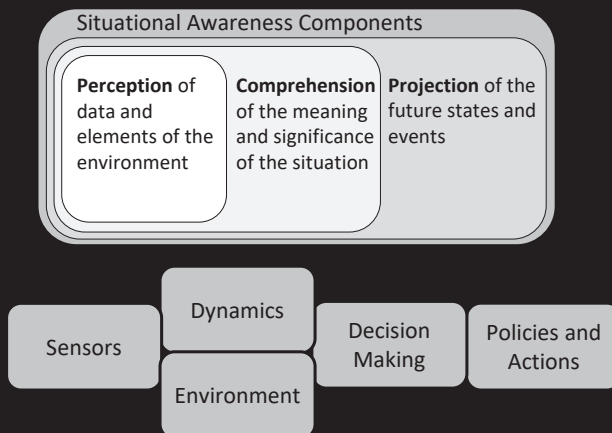 Situational Awareness Components
Perception of
data and
elements of the
environment
Comprehension
of the meaning
and significance
of the situation
Projection of the
future states and
events
Sensors
Dynamics
Environment
Decision
Making
Policies and
Actions